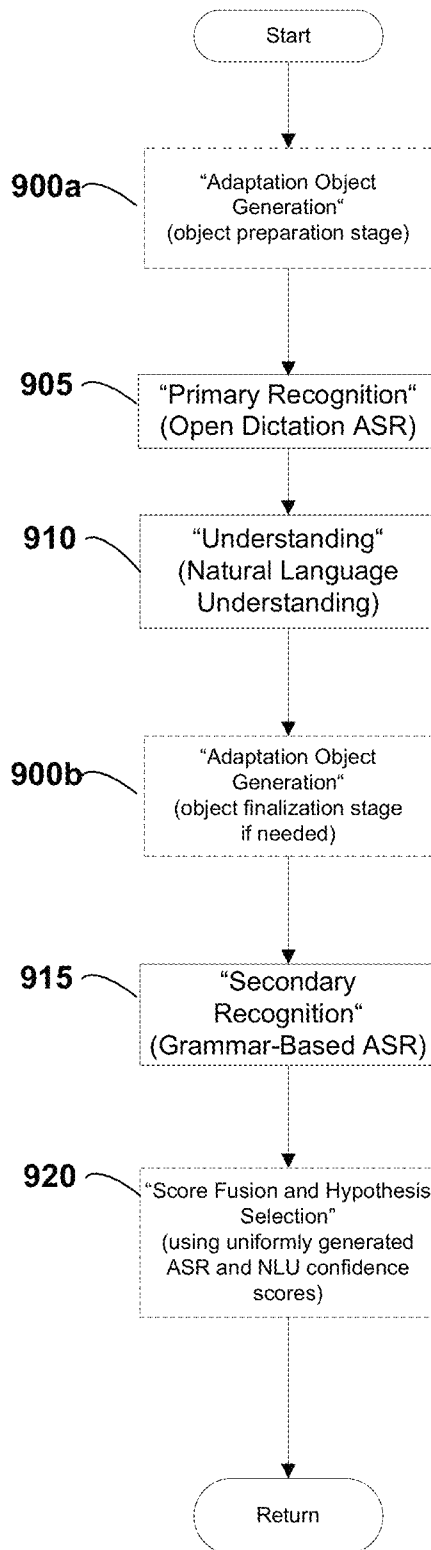 Start
900a
“Adaptation Object
Generation“
(object preparation stage)
905
“Primary Recognition“
(Open Dictation ASR)
910
“Understanding“
(Natural Language
Understanding)
900b
“Adaptation Object
Generation“
(object finalization stage
if needed)
915
“Secondary
Recognition“
(Grammar-Based ASR)
920
“Score Fusion and Hypothesis
Selection”
(using uniformly generated
ASR and NLU confidence
scores)
Return